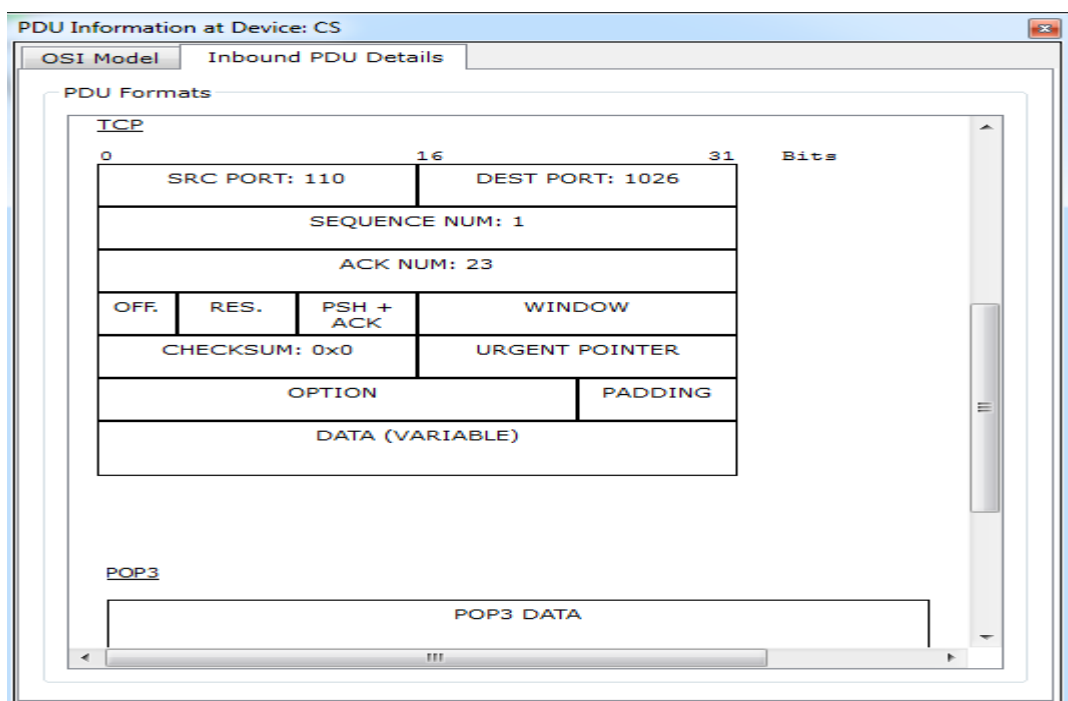 PDU Information at Device: CS
OSI Model Inbound PDU Details
PDU Formats
TCP
0 16 31 Bits
SRC PORT: 110 DEST PORT: 1026
SEQUENCE NUM: 1
ACK NUM: 23
OFF. RES. PSH + ACK WINDOW
CHECKSUM: 0x0 URGENT POINTER
OPTION PADDING
DATA (VARIABLE)
POP3
POP3 DATA